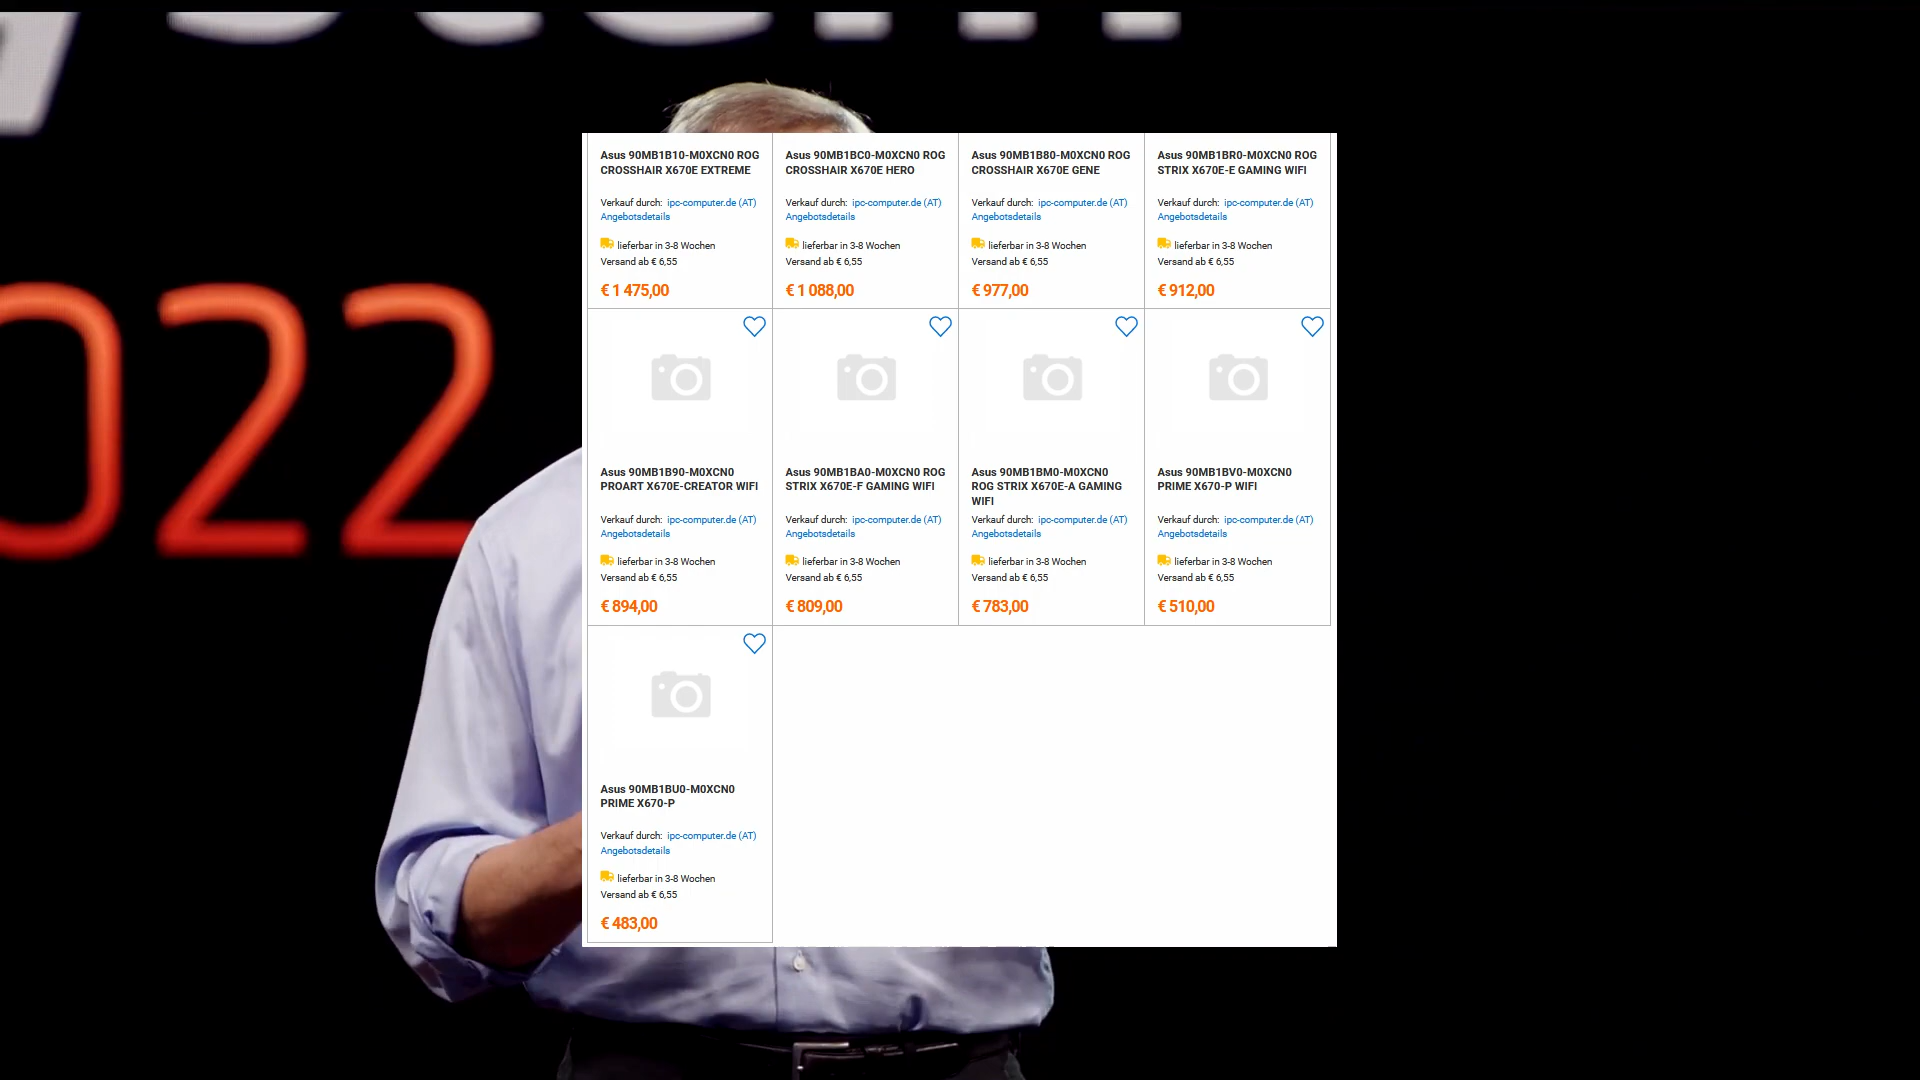 2022
Asus 90MB1B10-M0XCN0 ROG
CROSSHAIR X670E EXTREME
Verkauf durch: ipc-computer.de (AT)
Angebotsdetails
lieferbar in 3-8 Wochen
Versand ab € 6,55
€ 1 475,00
Asus 90MB1BC0-M0XCN0 ROG
CROSSHAIR X670E HERO
Verkauf durch: ipc-computer.de (AT)
Angebotsdetails
lieferbar in 3-8 Wochen
Versand ab € 6,55
€ 1 088,00
Asus 90MB1B80-M0XCN0 ROG
CROSSHAIR X670E GENE
Verkauf durch: ipc-computer.de (AT)
Angebotsdetails
lieferbar in 3-8 Wochen
Versand ab € 6,55
€ 977,00
Asus 90MB1BR0-M0XCN0 ROG
STRIX X670E-E GAMING WIFI
Verkauf durch: ipc-computer.de (AT)
Angebotsdetails
lieferbar in 3-8 Wochen
Versand ab € 6,55
€ 912,00
Asus 90MB1B90-M0XCN0
PROART X670E-CREATOR WIFI
Verkauf durch: ipc-computer.de (AT)
Angebotsdetails
lieferbar in 3-8 Wochen
Versand ab € 6,55
€ 894,00
Asus 90MB1BA0-M0XCN0 ROG
STRIX X670E-F GAMING WIFI
Verkauf durch: ipc-computer.de (AT)
Angebotsdetails
lieferbar in 3-8 Wochen
Versand ab € 6,55
€ 809,00
Asus 90MB1BM0-M0XCN0
ROG STRIX X670E-A GAMING
WIFI
Verkauf durch: ipc-computer.de (AT)
Angebotsdetails
lieferbar in 3-8 Wochen
Versand ab € 6,55
€ 783,00
Asus 90MB1BV0-M0XCN0
PRIME X670-P WIFI
Verkauf durch: ipc-computer.de (AT)
Angebotsdetails
lieferbar in 3-8 Wochen
Versand ab € 6,55
€ 510,00
Asus 90MB1BU0-M0XCN0
PRIME X670-P
Verkauf durch: ipc-computer.de (AT)
Angebotsdetails
lieferbar in 3-8 Wochen
Versand ab € 6,55
€ 483,00